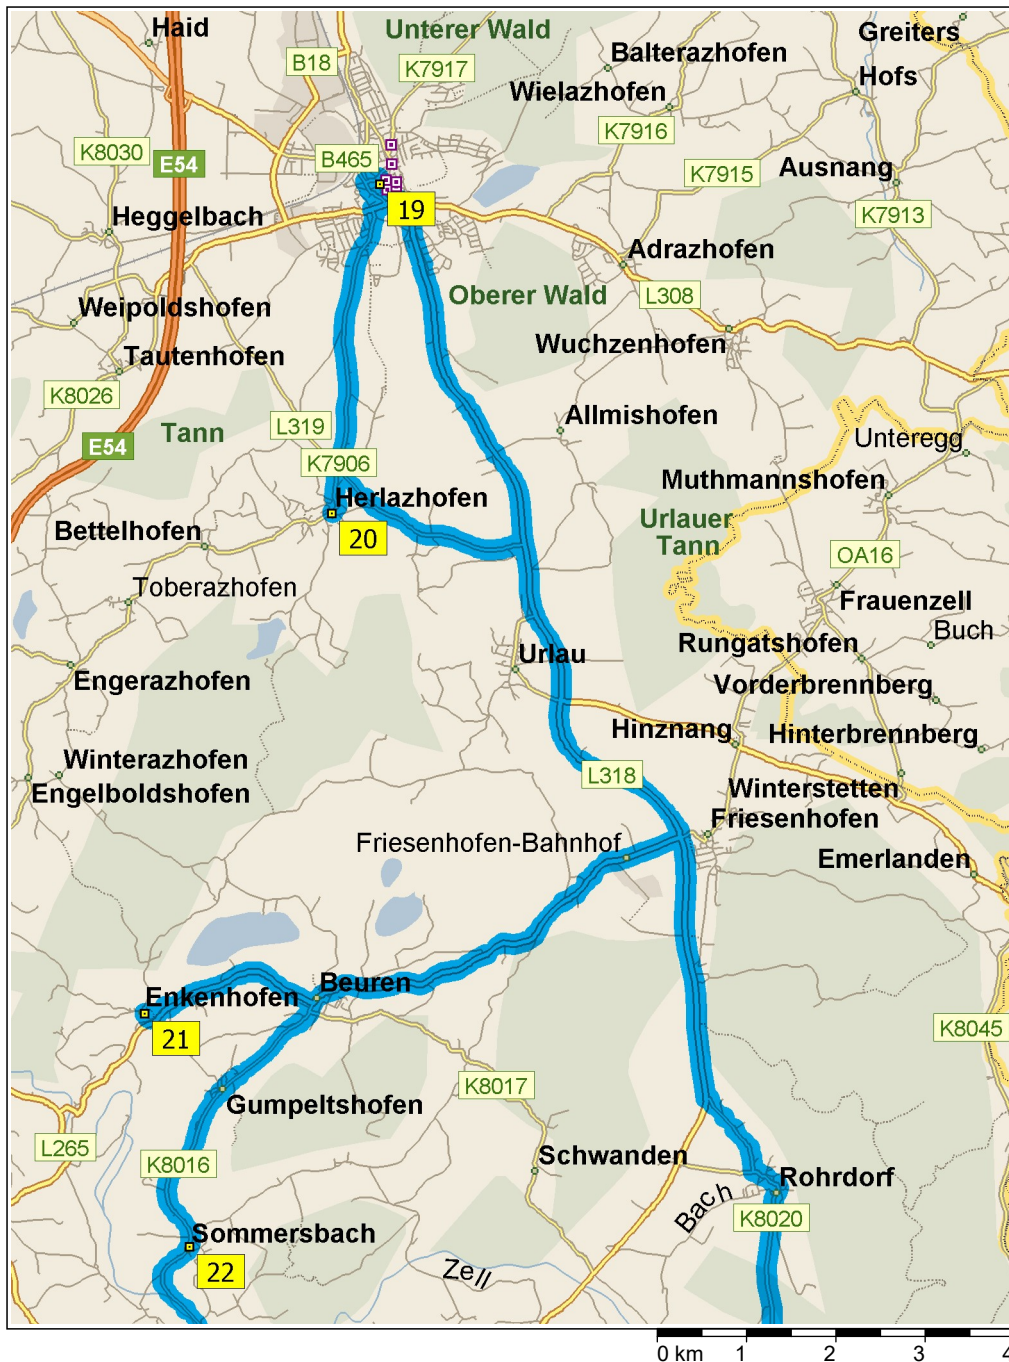 Haid
Unterer Wald
Greiters
Balterazhofen
B18
K7917
Hofs
Wielazhofen
K7916
K8030
E54
B465
K7915
Ausnang
19
K7913
Heggelbach
Adrazhofen
Oberer Wald
L308
Weipoldshofen
Wuchzenhofen
Tautenhofen
K8026
Allmishofen
L319
Tann
E54
Unteregg
K7906
Muthmannshofen
Herlazhofen
Urlauer
Tann
Bettelhofen
20
OA16
Toberazhofen
Frauenzell
Buch
Rungatshofen
Urlau
Engerazhofen
Vorderbrennberg
Hinznang
Hinterbrennberg
Winterazhofen
L318
Engelboldshofen
Winterstetten
Friesenhofen
Friesenhofen-Bahnhof
Emerlanden
Beuren
Enkenhofen
21
K8045
K8017
Gumpeltshofen
L265
K8016
Schwanden
Rohrdorf
Bach
K8020
Sommersbach
22
Zell
0 km 1 2 3 4